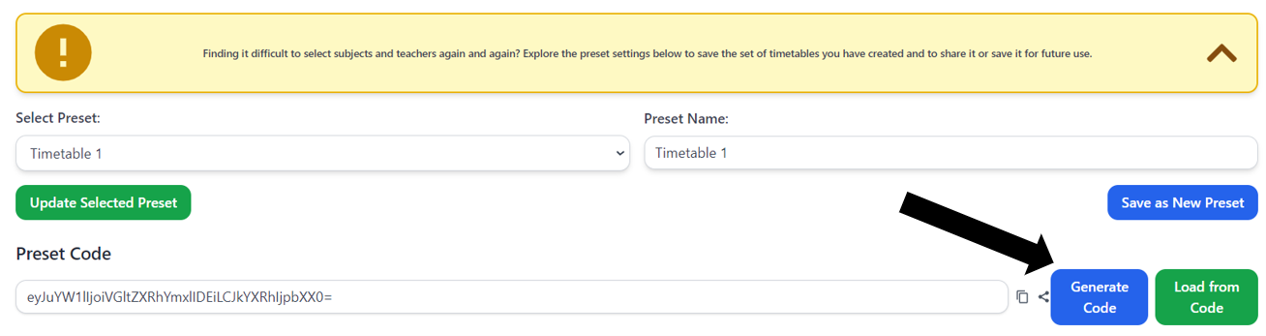 Finding it difficult to select subjects and teachers again and again? Explore the preset settings below to save the set of timetables you have created and to share it or save it for future use.
Select Preset:
Preset Name:
Timetable 1
Timetable 1
Update Selected Preset
Save as New Preset
Preset Code
eyJuYW1lIjoiVGltZXRhYmxlIDEiLCJkYXRhIjpbXX0=
Generate
Code
Load from
Code